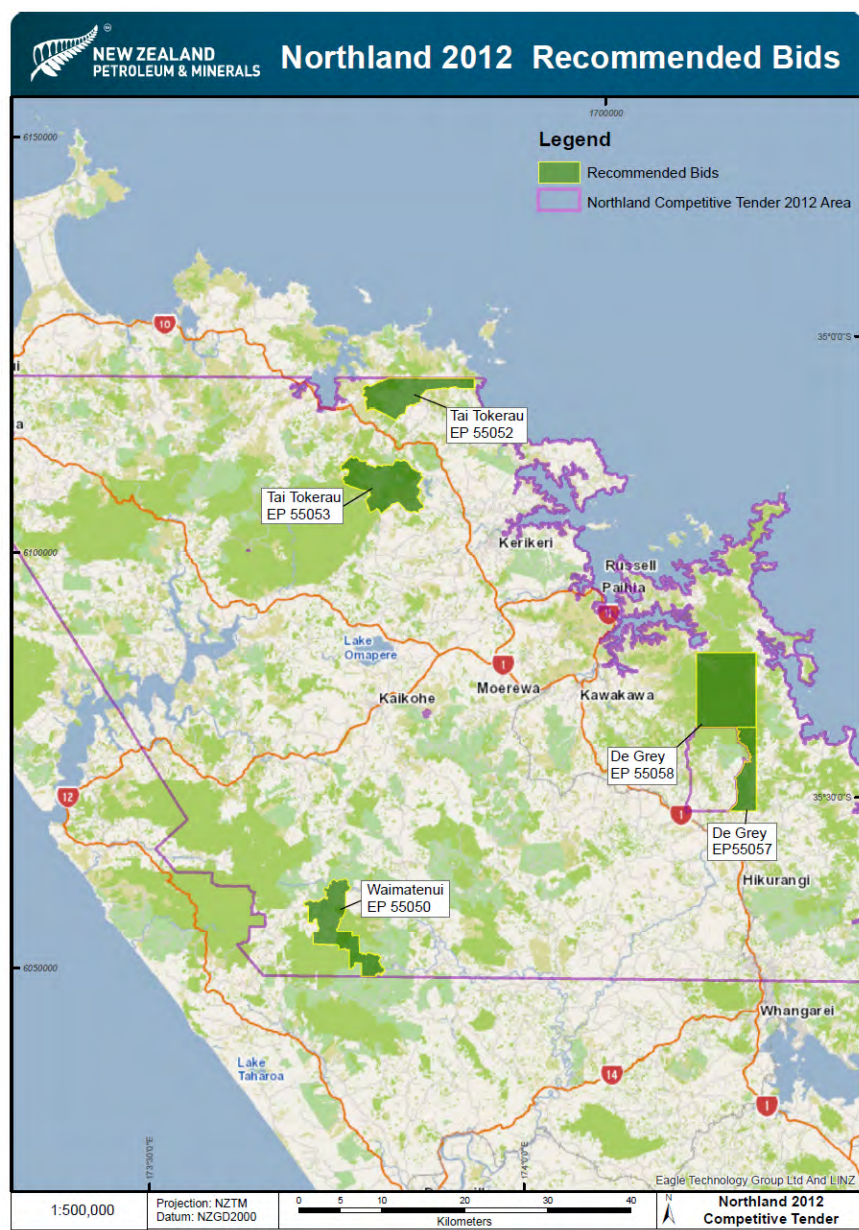 NEW ZEALAND
PETROLEUM & MINERALS
Northland 2012 Recommended Bids
1700000
6150000
Legend
Recommended Bids
Northland Competitive Tender 2012 Area
10
35°0'0"S
Tai Tokerau
EP 55052
Tai Tokerau
EP 55053
Kerikeri
6100000
Russell
Paihia
Lake
Omapere
1
Moerewa
Kaikohe
Kawakawa
De Grey
EP 55058
12
35°30'0"S
1
De Grey
EP55057
Hikurangi
Waimatenui
EP 55050
6050000
Whangarei
Lake
Taharoa
14
1
173°30'0"E
174°0'0"E
Eagle Technology Group Ltd And LINZ
1:500,000
Projection: NZTM
Datum: NZGD2000
0 5 10 20 30 40
Kilometers
N
Northland 2012
Competitive Tender